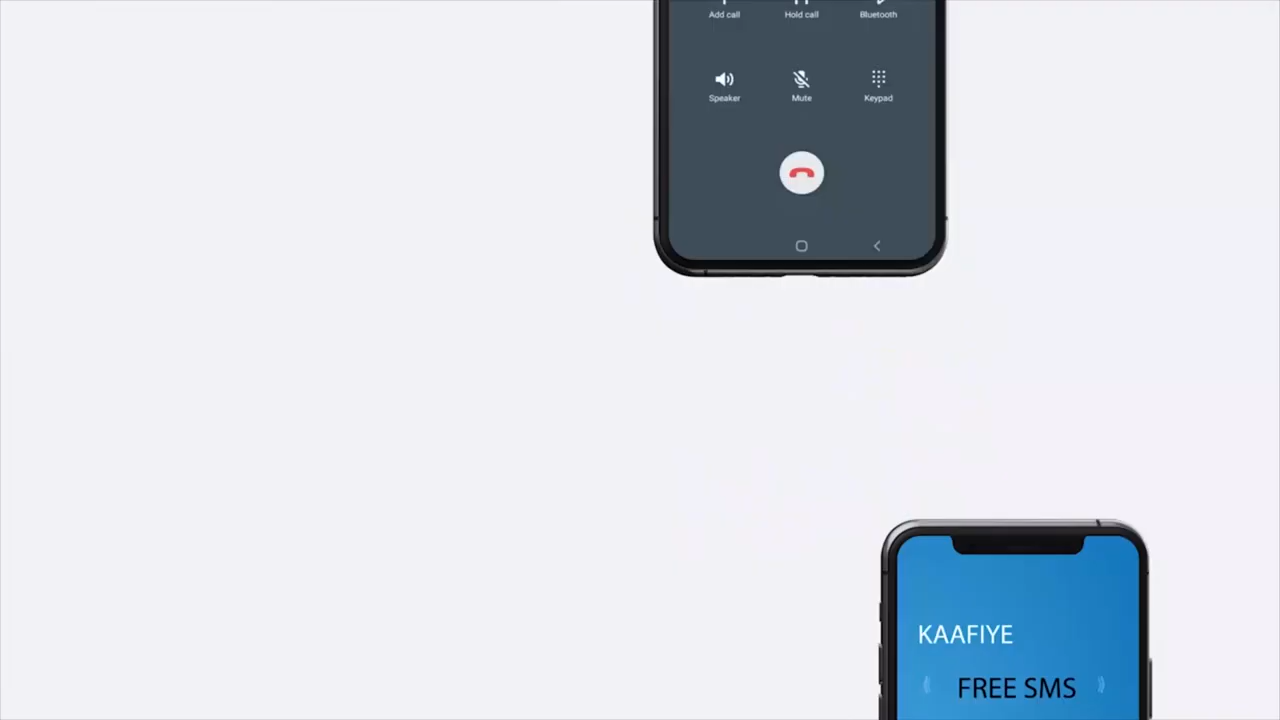 Add call Hold call Bluetooth
Speaker Mute Keypad
KAAFIYE
FREE SMS